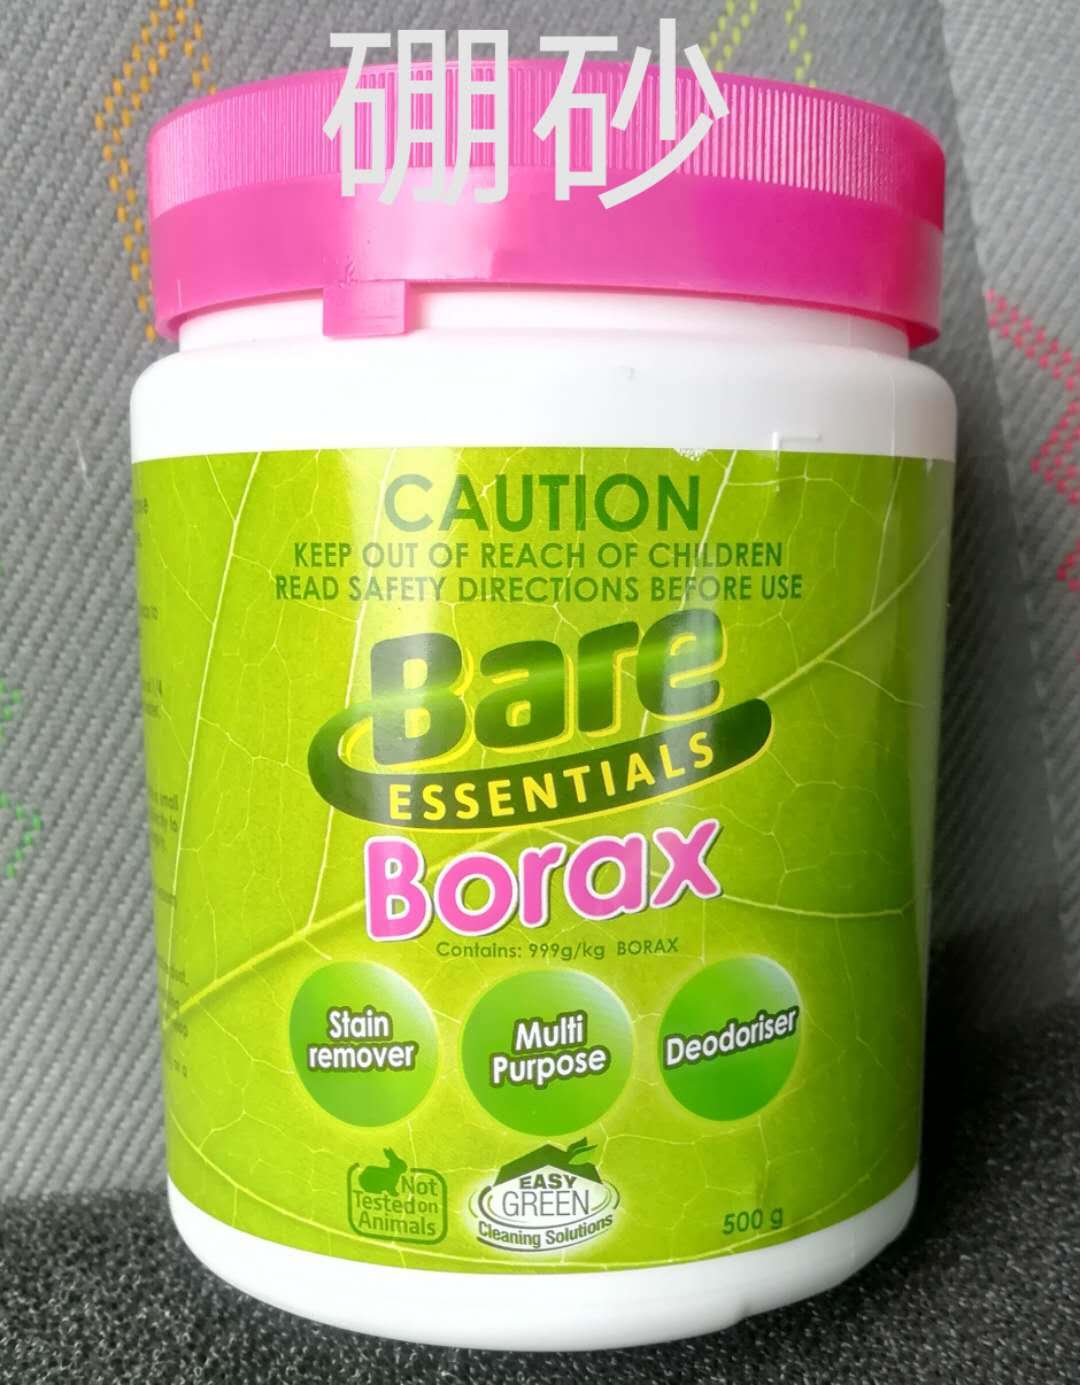 硼砂
CAUTION
KEEP OUT OF REACH OF CHILDREN
READ SAFETY DIRECTIONS BEFORE USE
Bare
ESSENTIALS
Borax
Contains: 999g/kg BORAX
Stain
remover
Multi
Purpose
Deodoriser
Not
Tested on
Animals
EASY
GREEN
Cleaning Solutions
500 g